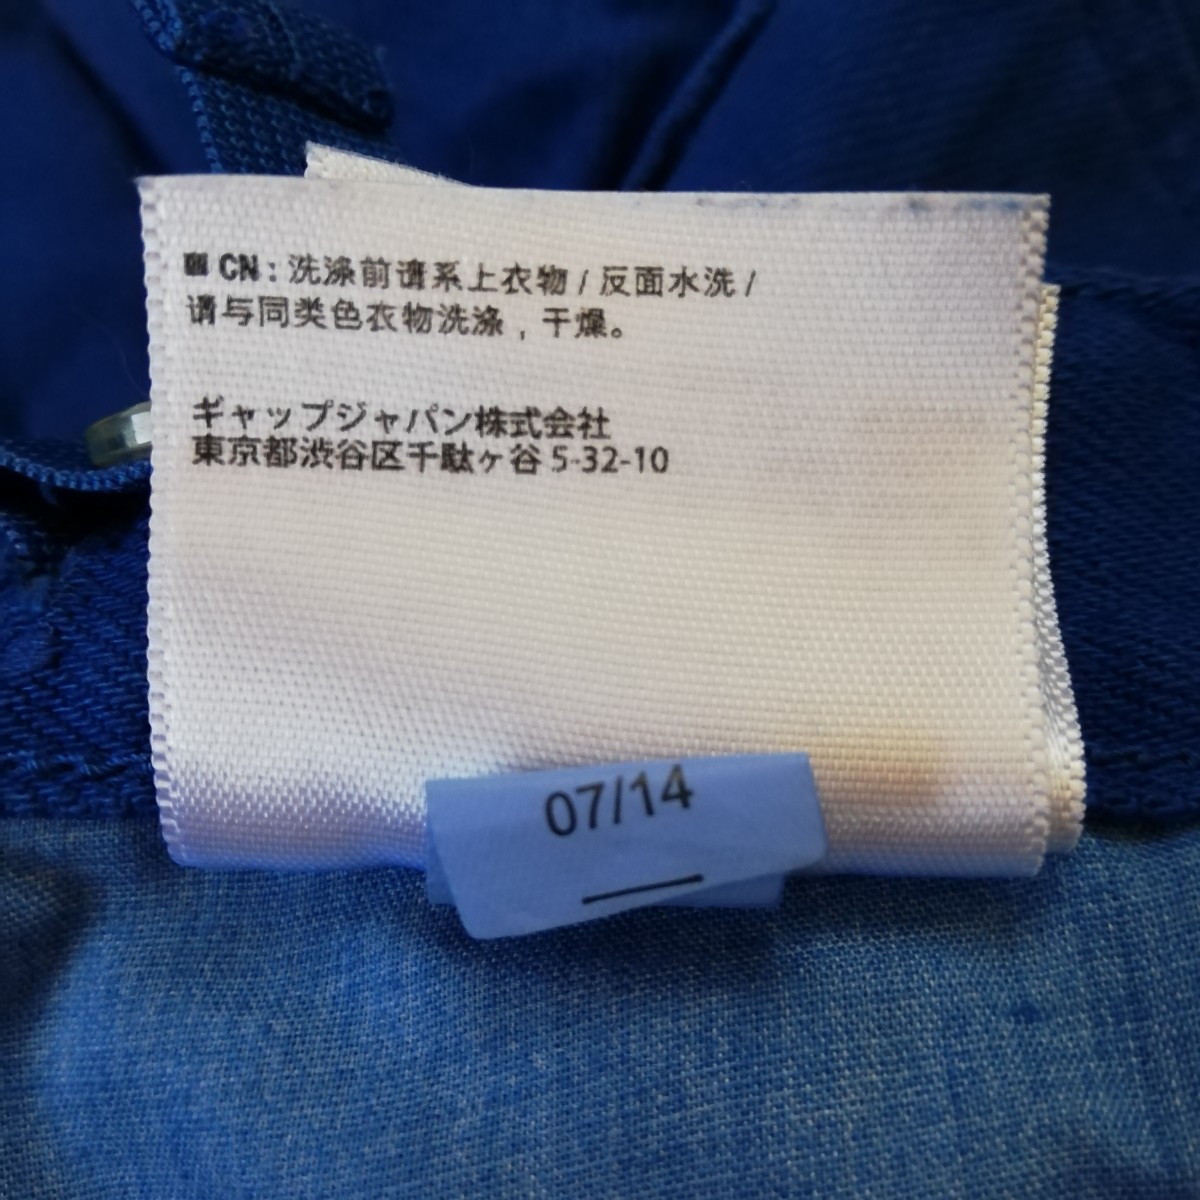 CN : 洗涤前请系上衣物 / 反面水洗 /
请与同类色衣物洗涤 , 干燥。
ギャップジャパン株式会社
東京都渋谷区千駄ヶ谷 5-32-10
07/14